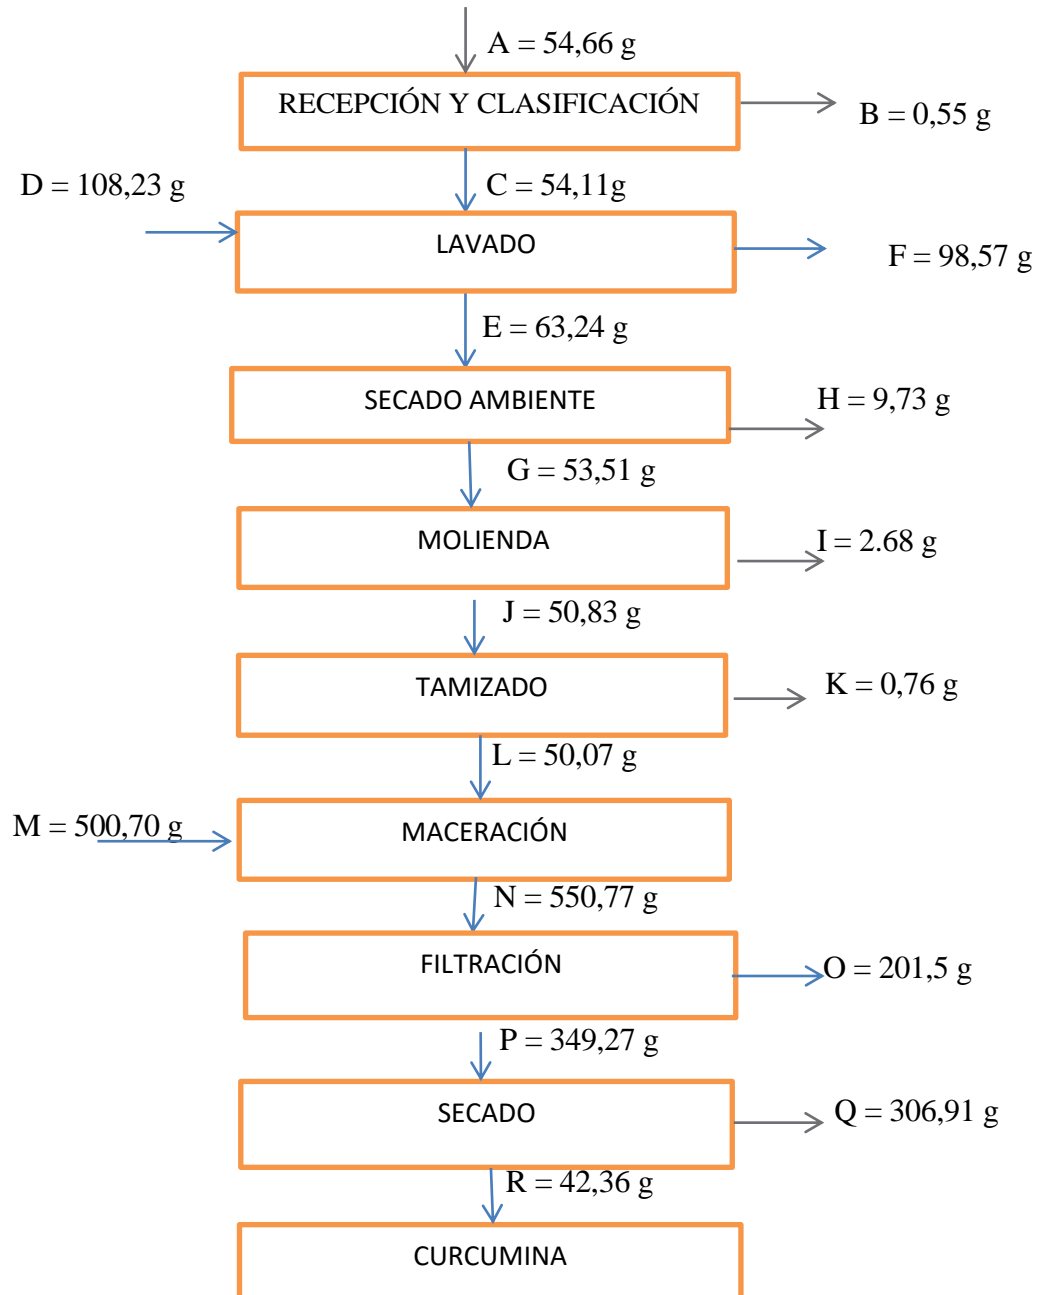 A = 54,66 g
RECEPCIÓN Y CLASIFICACIÓN
B = 0,55 g
D = 108,23 g
C = 54,11g
LAVADO
F = 98,57 g
E = 63,24 g
SECADO AMBIENTE
H = 9,73 g
G = 53,51 g
MOLIENDA
I = 2.68 g
J = 50,83 g
TAMIZADO
K = 0,76 g
L = 50,07 g
M = 500,70 g
MACERACIÓN
N = 550,77 g
FILTRACIÓN
O = 201,5 g
P = 349,27 g
SECADO
Q = 306,91 g
R = 42,36 g
CURCUMINA